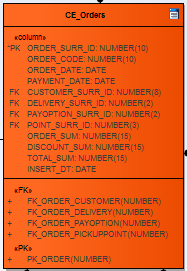 CE_Orders
«column»
*PK ORDER_SURR_ID: NUMBER(10)
ORDER_CODE: NUMBER(10)
ORDER_DATE: DATE
PAYMENT_DATE: DATE
FK CUSTOMER_SURR_ID: NUMBER(8)
FK DELIVERY_SURR_ID: NUMBER(2)
FK PAYOPTION_SURR_ID: NUMBER(2)
FK POINT_SURR_ID: NUMBER(3)
ORDER_SUM: NUMBER(15)
DISCOUNT_SUM: NUMBER(15)
TOTAL_SUM: NUMBER(15)
INSERT_DT: DATE
«FK»
+ FK_ORDER_CUSTOMER(NUMBER)
+ FK_ORDER_DELIVERY(NUMBER)
+ FK_ORDER_PAYOPTION(NUMBER)
+ FK_ORDER_PICKUPPOINT(NUMBER)
«PK»
+ PK_ORDER(NUMBER)